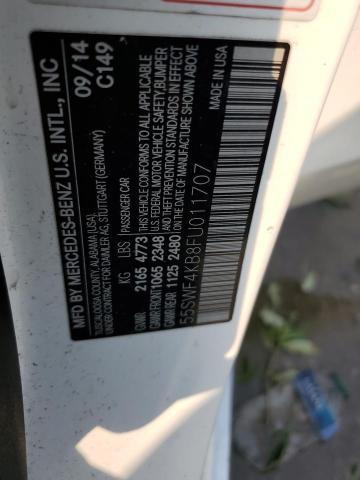 MFD BY MERCEDES-BENZ U.S. INTL., INC
TUSCALOOSA COUNTY, ALABAMA (USA),
UNDER CONTRACT FOR DAIMLER AG, STUTTGART (GERMANY)
09/14
C149
PASSENGER CAR
KG LBS
GVWR 2165 4773
GAWR FRONT 1065 2348
GAWR REAR 1125 2480
THIS VEHICLE CONFORMS TO ALL APPLICABLE
U.S. FEDERAL MOTOR VEHICLE SAFETY, BUMPER
AND THEFT PREVENTION STANDARDS IN EFFECT
ON THE DATE OF MANUFACTURE SHOWN ABOVE.
55SWF4KB8FU011707
MADE IN USA